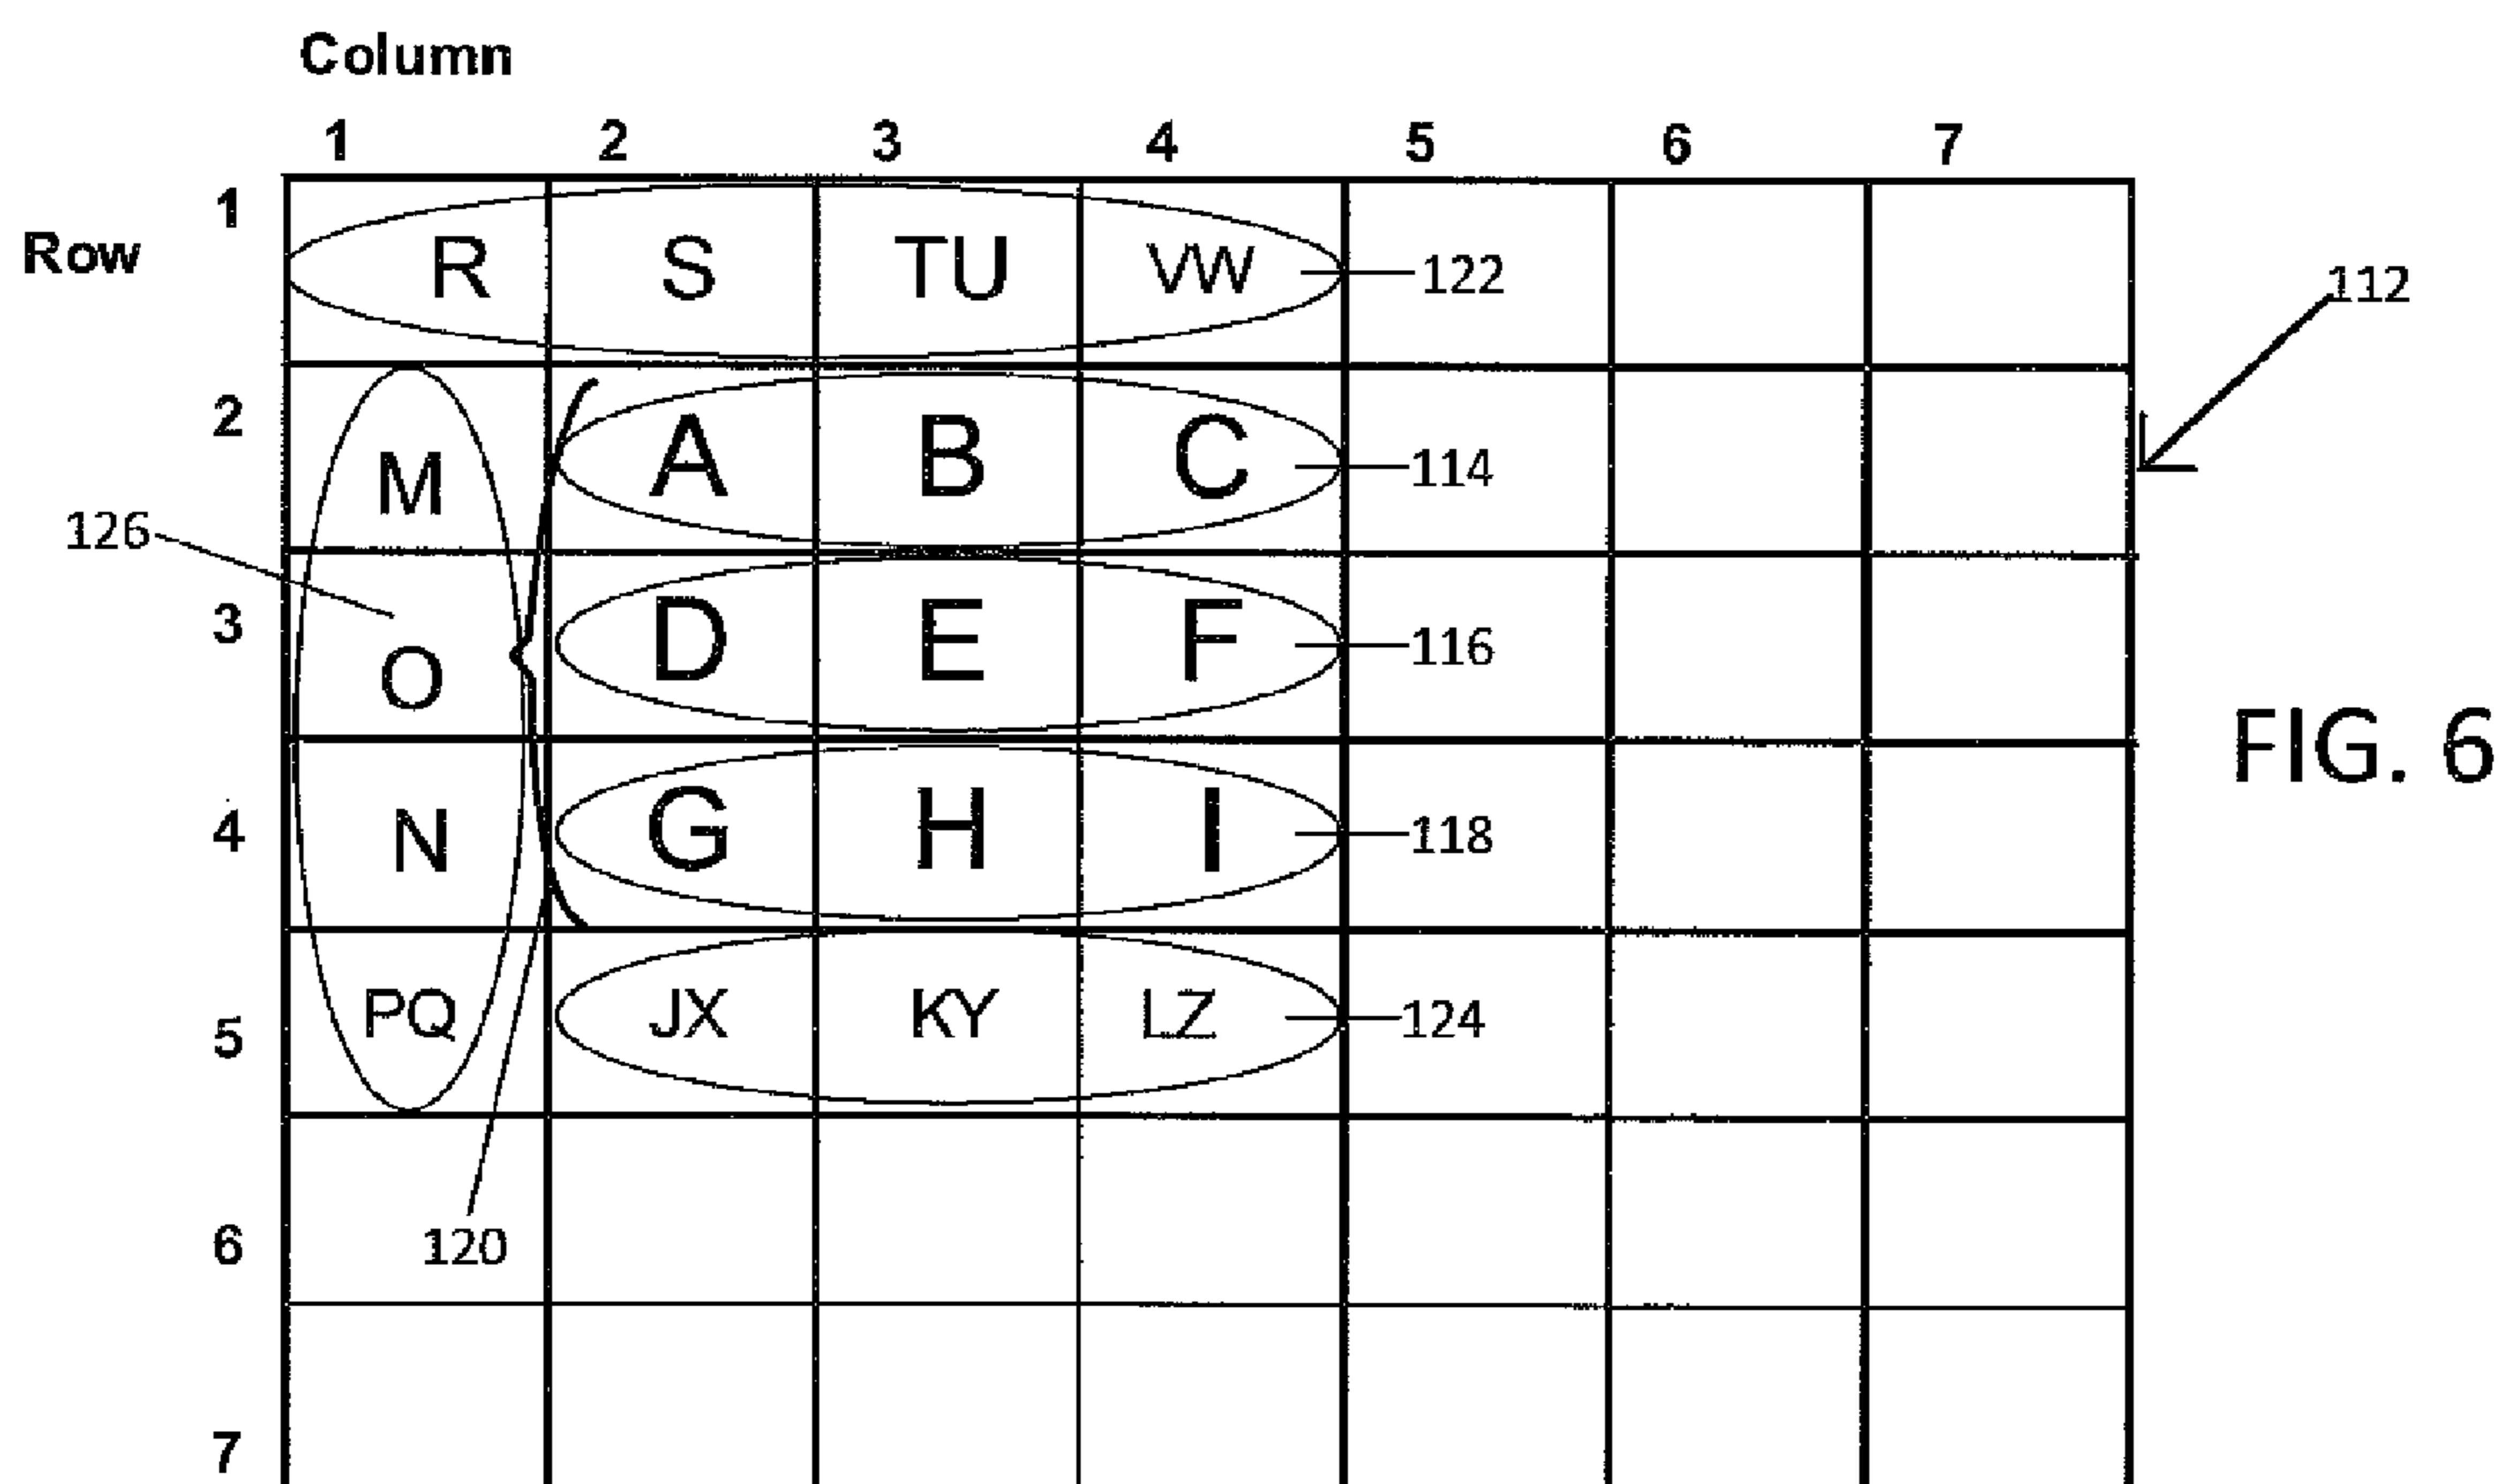 Column
1 2 3 4 5 6 7
1
Row
R S TU VW 122
112
2
A B C 114
M
126
3
D E F 116
O
FIG. 6
4
G H I 118
N
5
PQ JX KY LZ 124
6
120
7